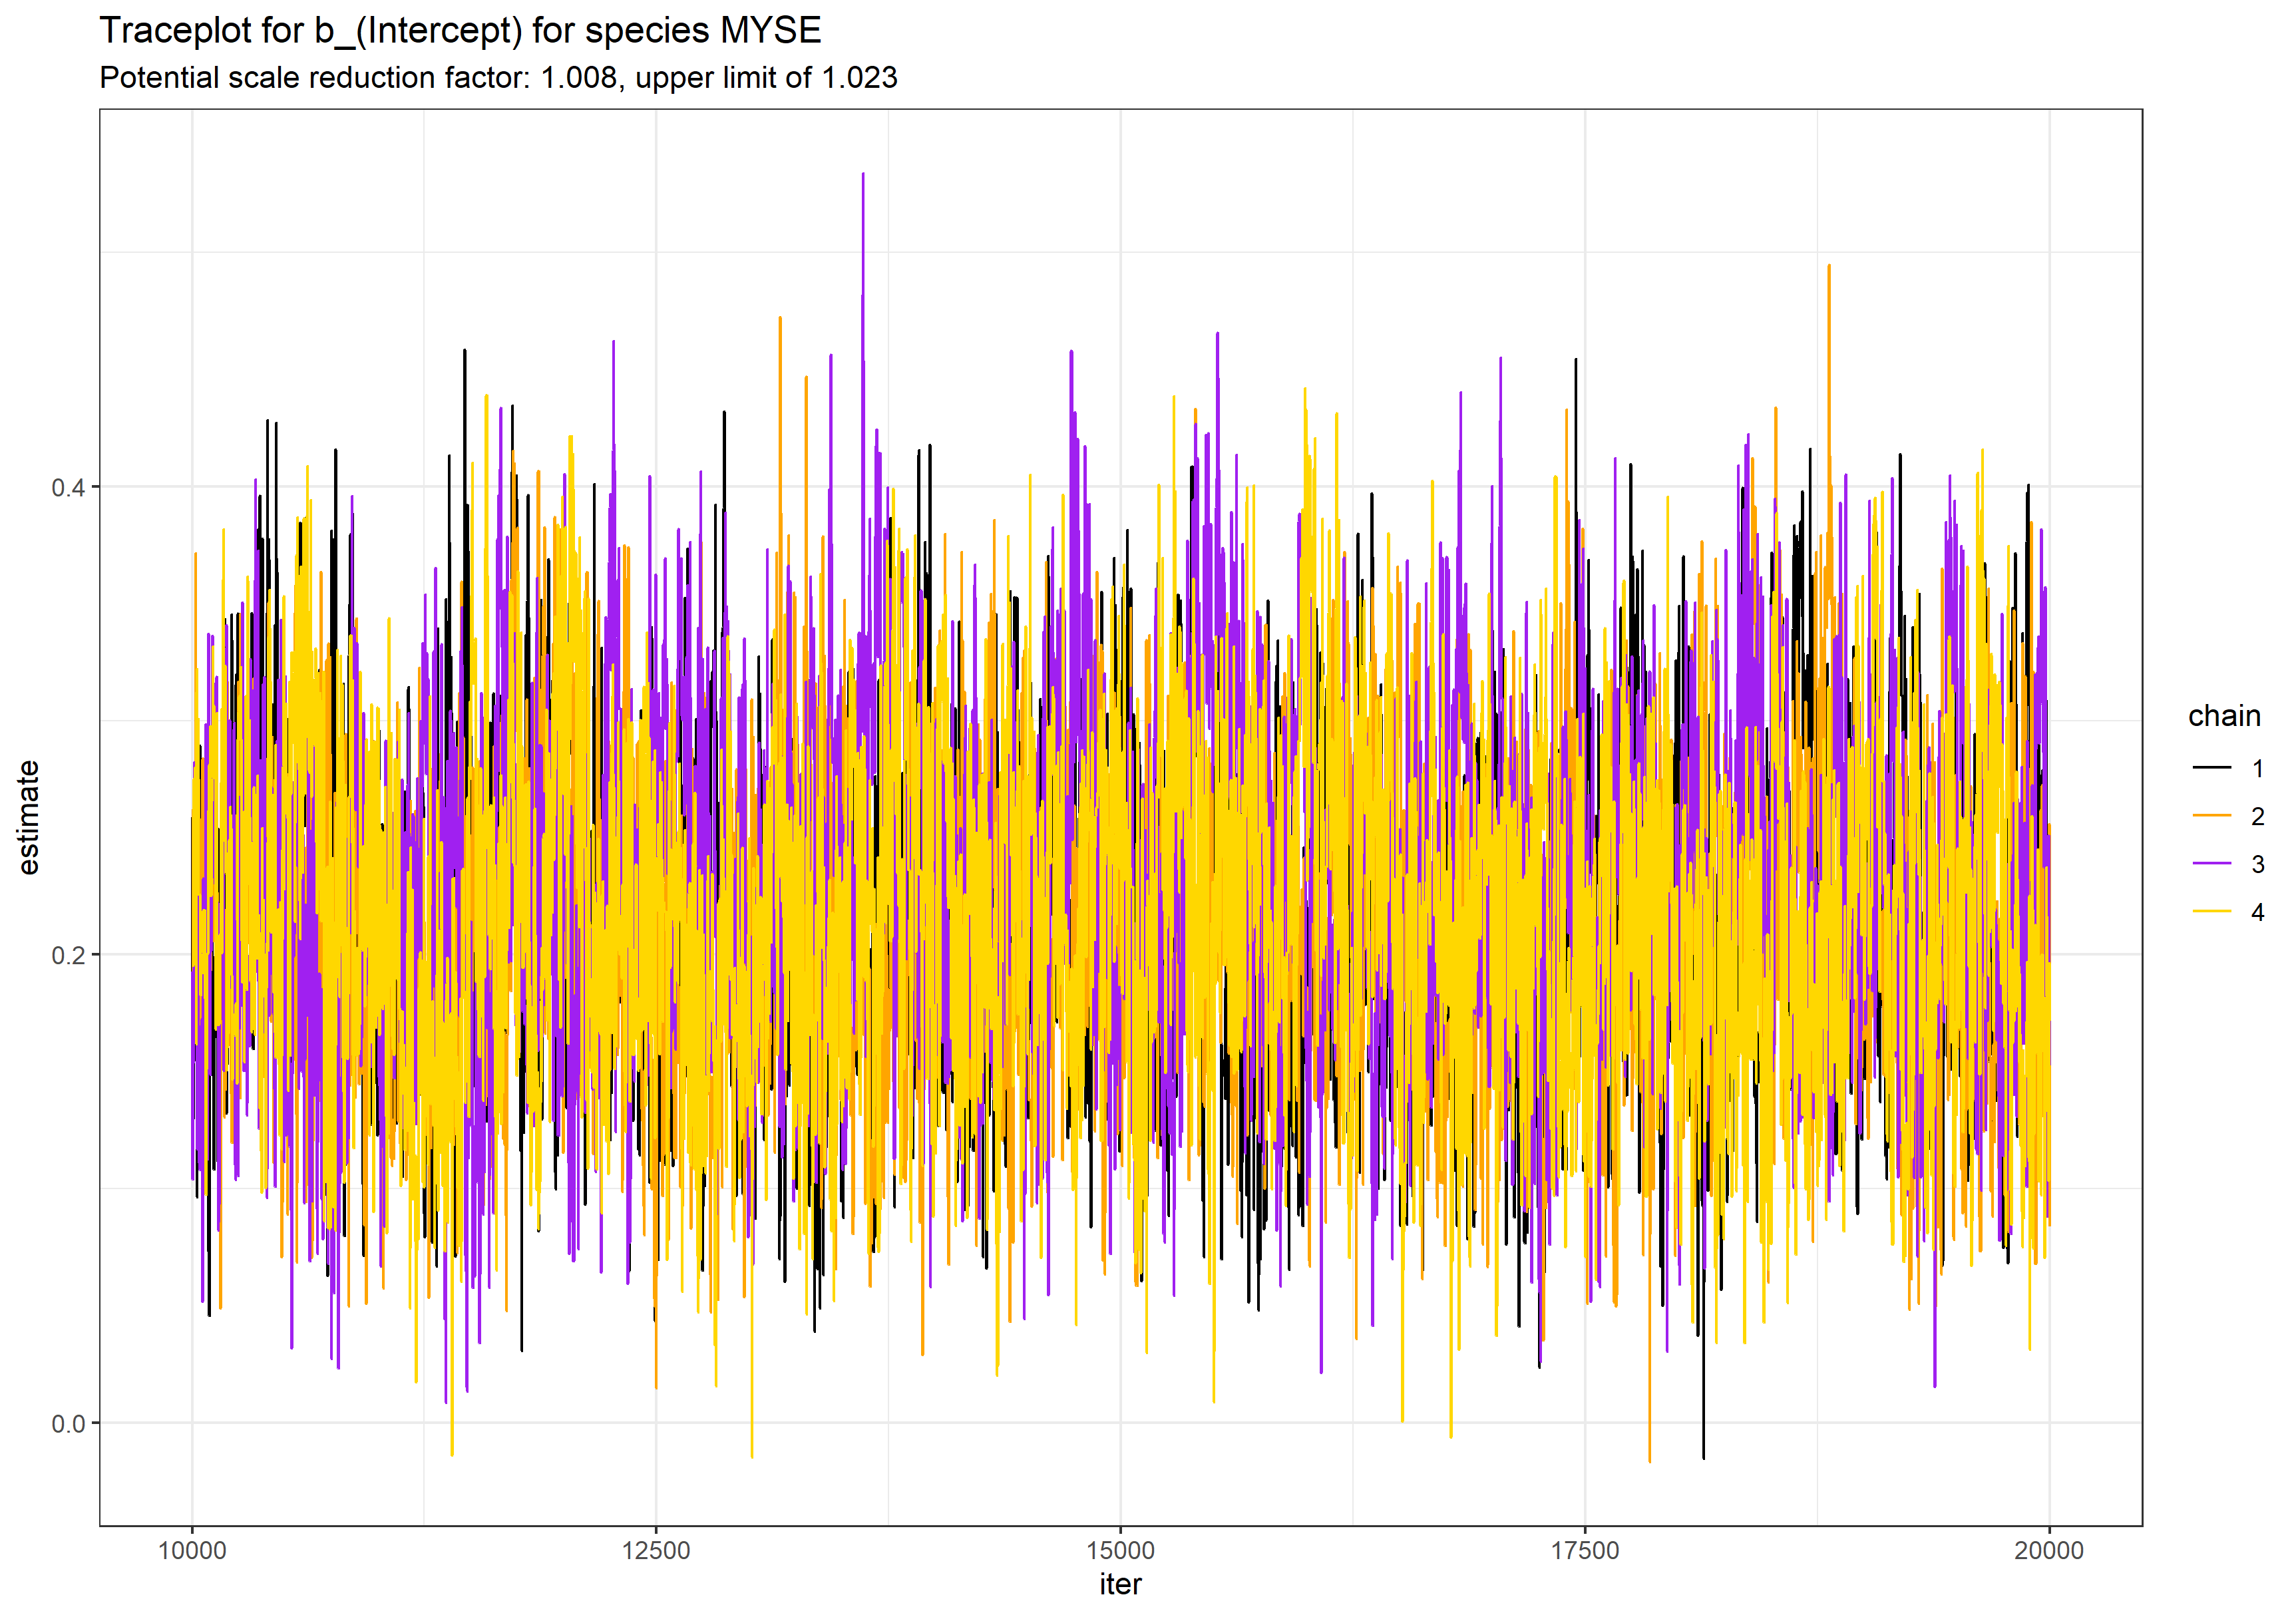 Traceplot for b_(Intercept) for species MYSE
Potential scale reduction factor: 1.008, upper limit of 1.023
estimate
0.4
0.2
0.0
10000
12500
15000
17500
20000
iter
chain
1
2
3
4